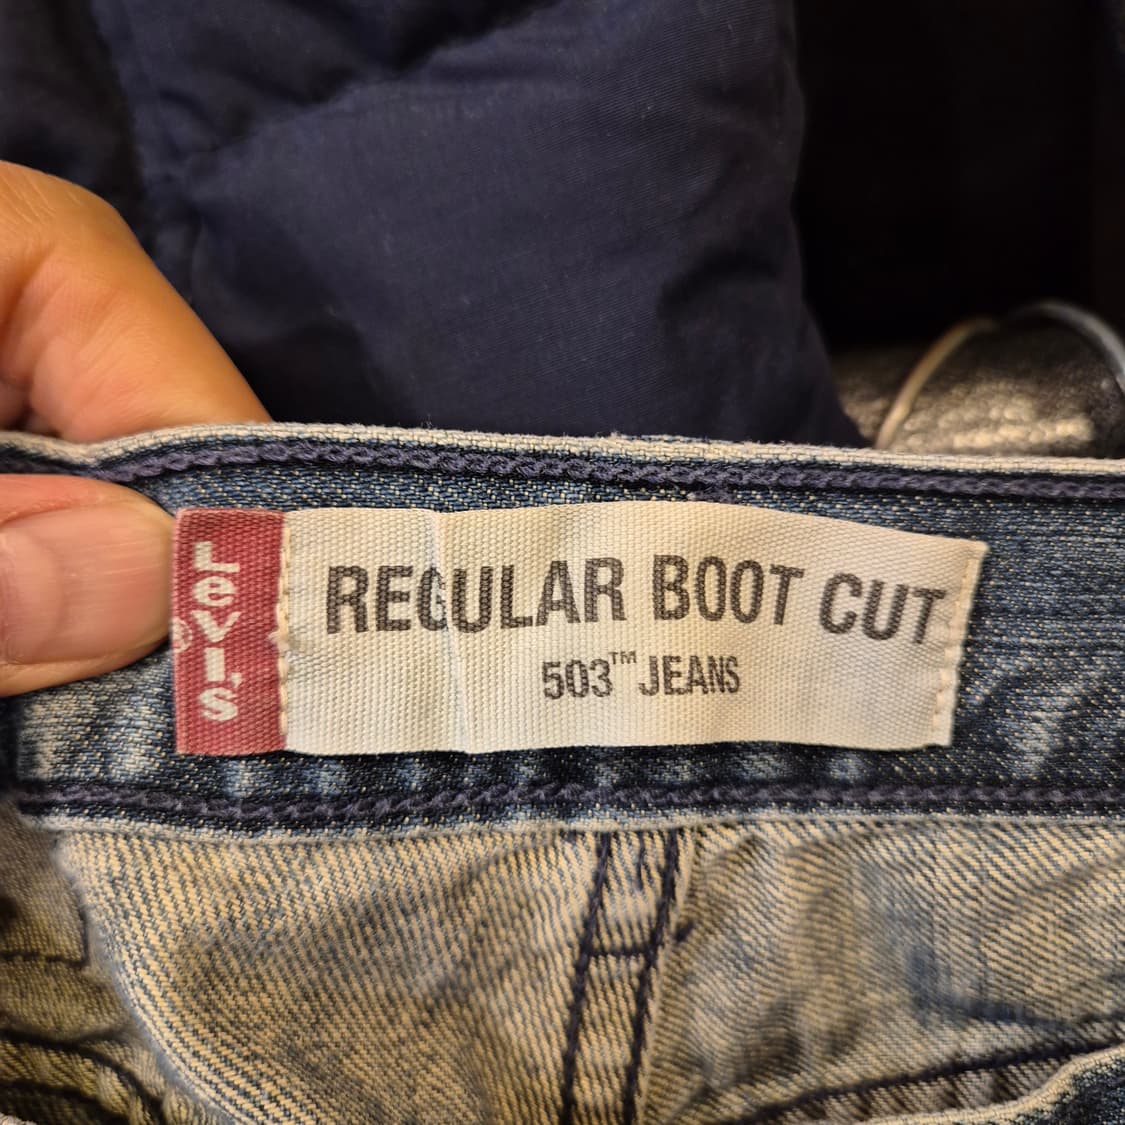 Levi's
REGULAR BOOT CUT
503™ JEANS